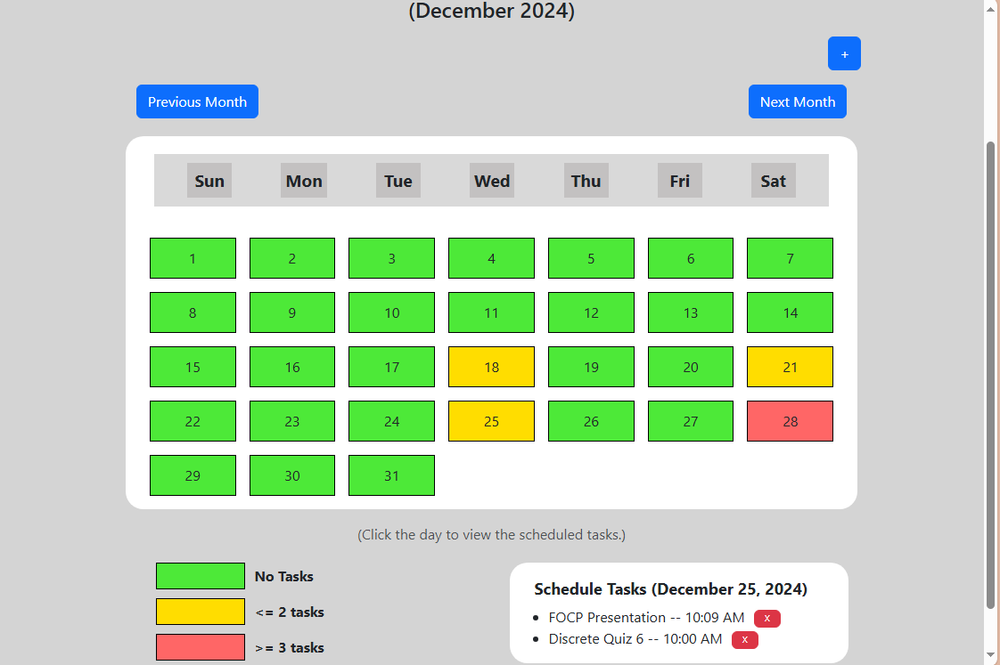 (December 2024)
+
Previous Month Next Month
Sun Mon Tue Wed Thu Fri Sat
1 2 3 4 5 6 7
8 9 10 11 12 13 14
15 16 17 18 19 20 21
22 23 24 25 26 27 28
29 30 31
(Click the day to view the scheduled tasks.)
No Tasks
<= 2 tasks
>= 3 tasks
Schedule Tasks (December 25, 2024)
FOCP Presentation -- 10:09 AM x
Discrete Quiz 6 -- 10:00 AM x